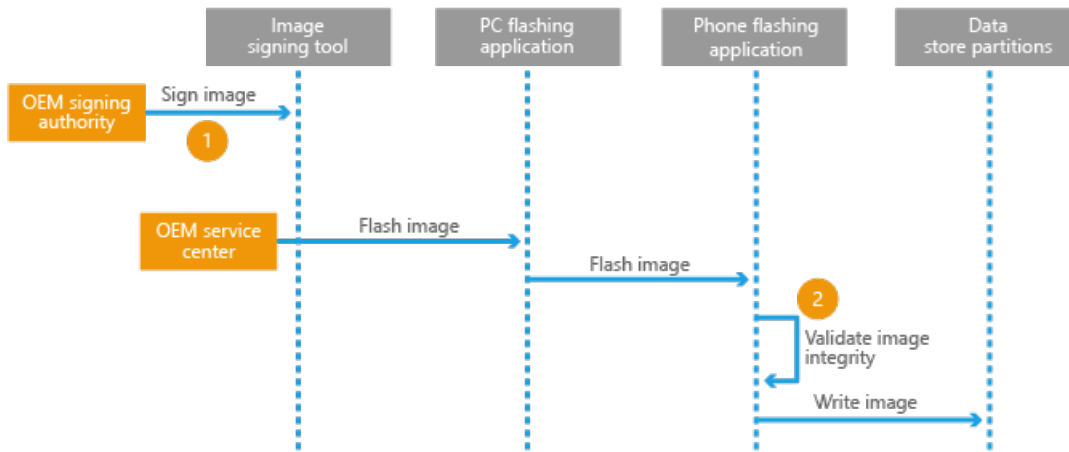 Image
signing tool
PC flashing
application
Phone flashing
application
Data
store partitions
OEM signing
authority
Sign image
1
OEM service
center
Flash image
Flash image
2
Validate image
integrity
Write image